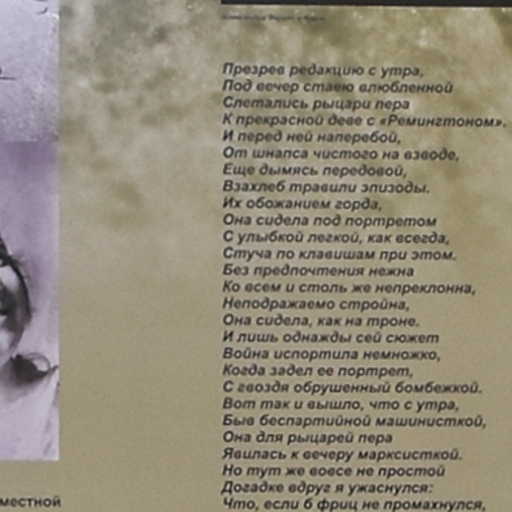 Презрев редакцию с утра,
Под вечер стаею влюбленной
Слетались рыцари пера
К прекрасной деве с «Ремингтоном».
И перед ней наперебой,
От шнапса чистого на взводе,
Еще дымясь передовой,
Взахлеб травили эпизоды.
Их обожанием горда,
Она сидела под портретом
С улыбкой легкой, как всегда,
Стуча по клавишам при этом.
Без предпочтения нежна
Ко всем и столь же непреклонна,
Неподражаемо стройна,
Она сидела, как на троне.
И лишь однажды сей сюжет
Война испортила немножко,
Когда задел ее портрет,
С гвоздя обрушенный бомбежкой.
Вот так и вышло, что с утра,
Быв беспартийной машинисткой,
Она для рыцарей пера
Явилась к вечеру марксисткой.
Но тут же вовсе не простой
Догадке вдруг я ужаснулся:
Что, если б фриц не промахнулся,
местной